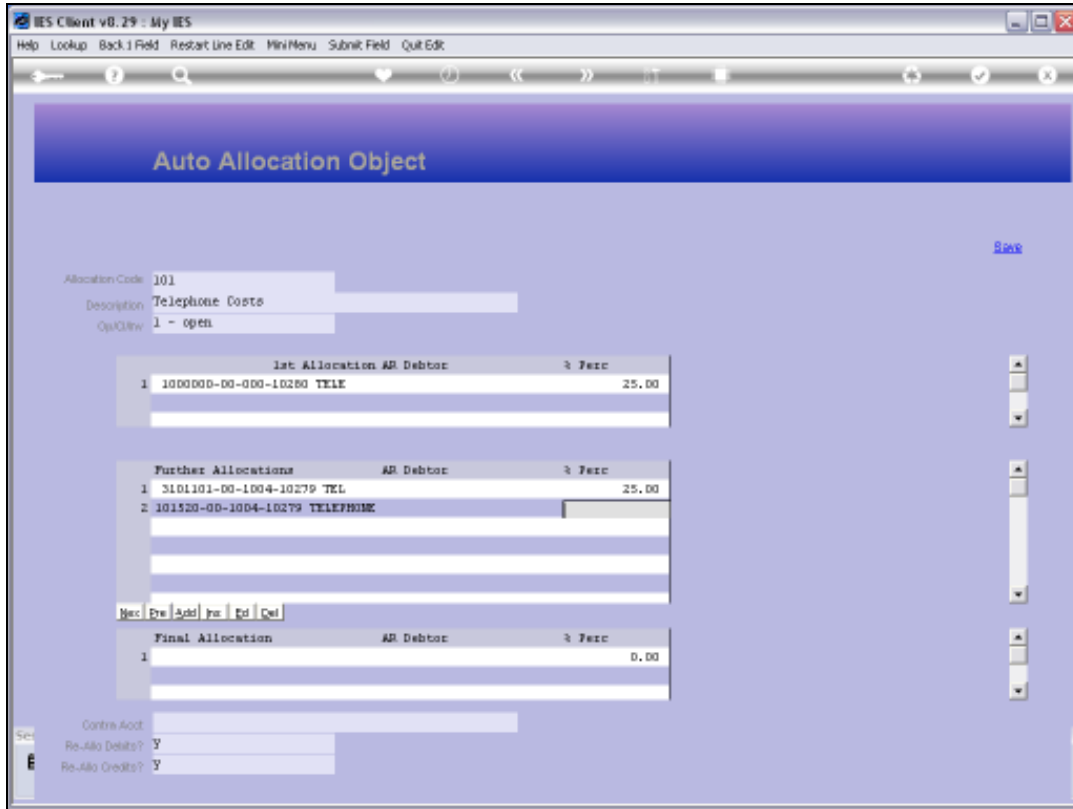 IES Client v8.29 : My IES
Help Lookup Back 1 Field Restart Line Edit MiniMenu Submit Field Quit Edit
Auto Allocation Object
Save
Allocation Code 101
Description Telephone Costs
Op/Cl/Inv 1 - open
1st Allocation AR Debtor % Perc
1 1000000-00-000-10280 TELE 25.00
Further Allocations AR Debtor % Perc
1 3101101-00-1004-10279 TEL 25.00
2 101520-00-1004-10279 TELEPHONE
Nex Pre Add Ins Ed Del
Final Allocation AR Debtor % Perc
1 0.00
Contra Acct
Re-Allo Debits? Y
Re-Allo Credits? Y